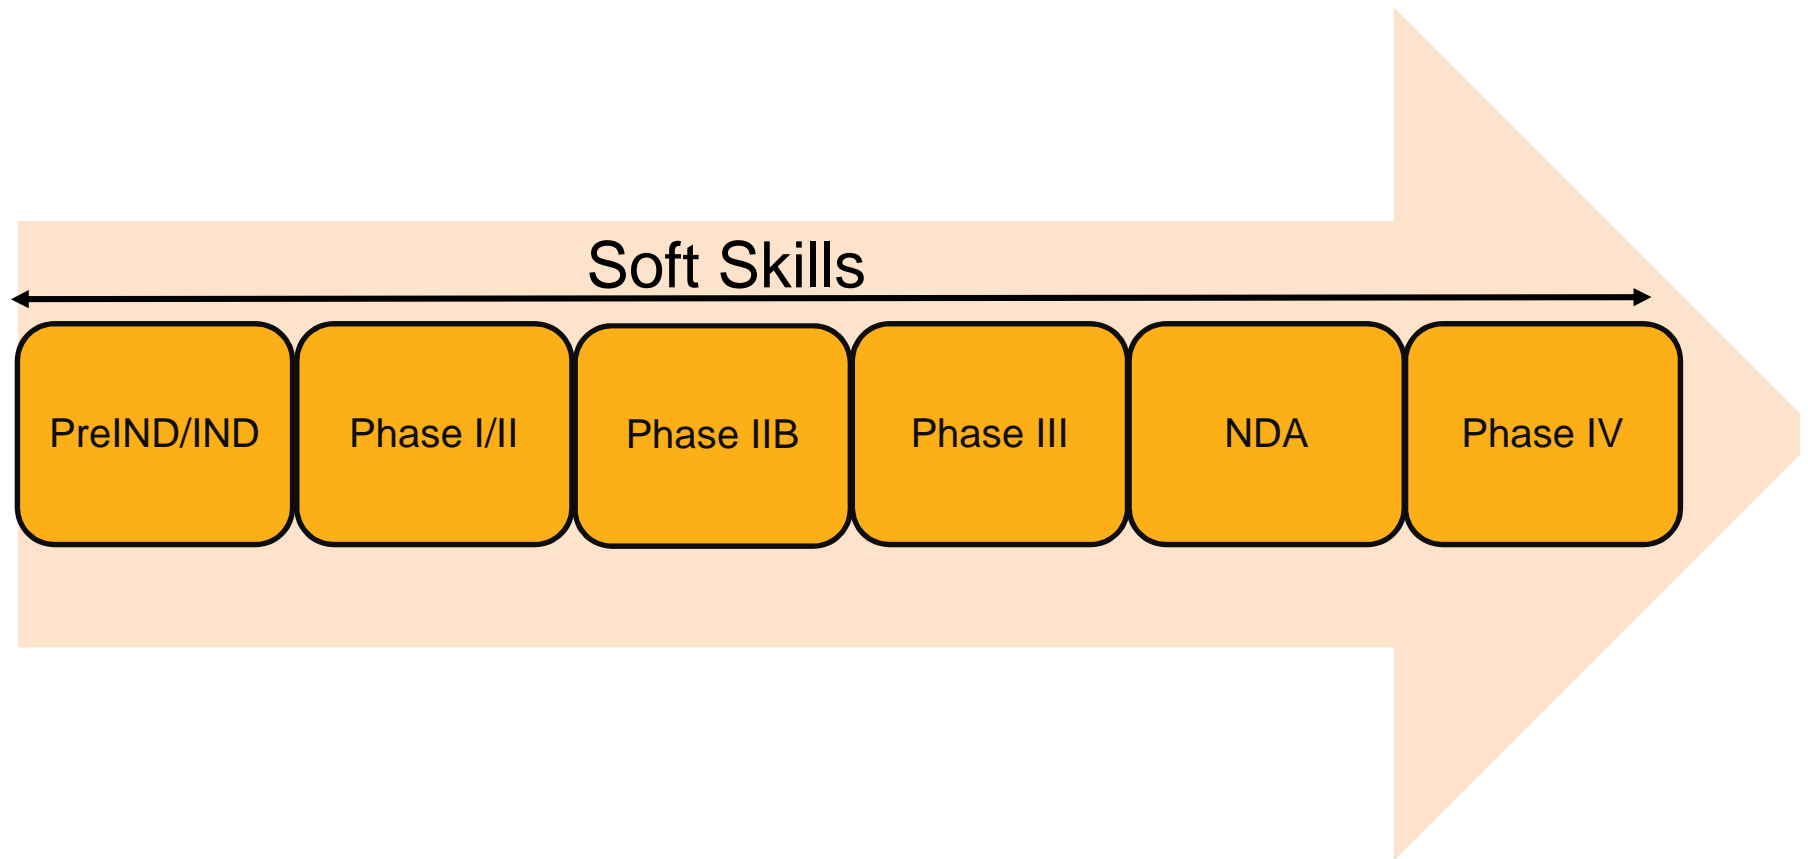 Soft Skills
PreIND/IND
Phase I/II
Phase IIB
Phase III
NDA
Phase IV